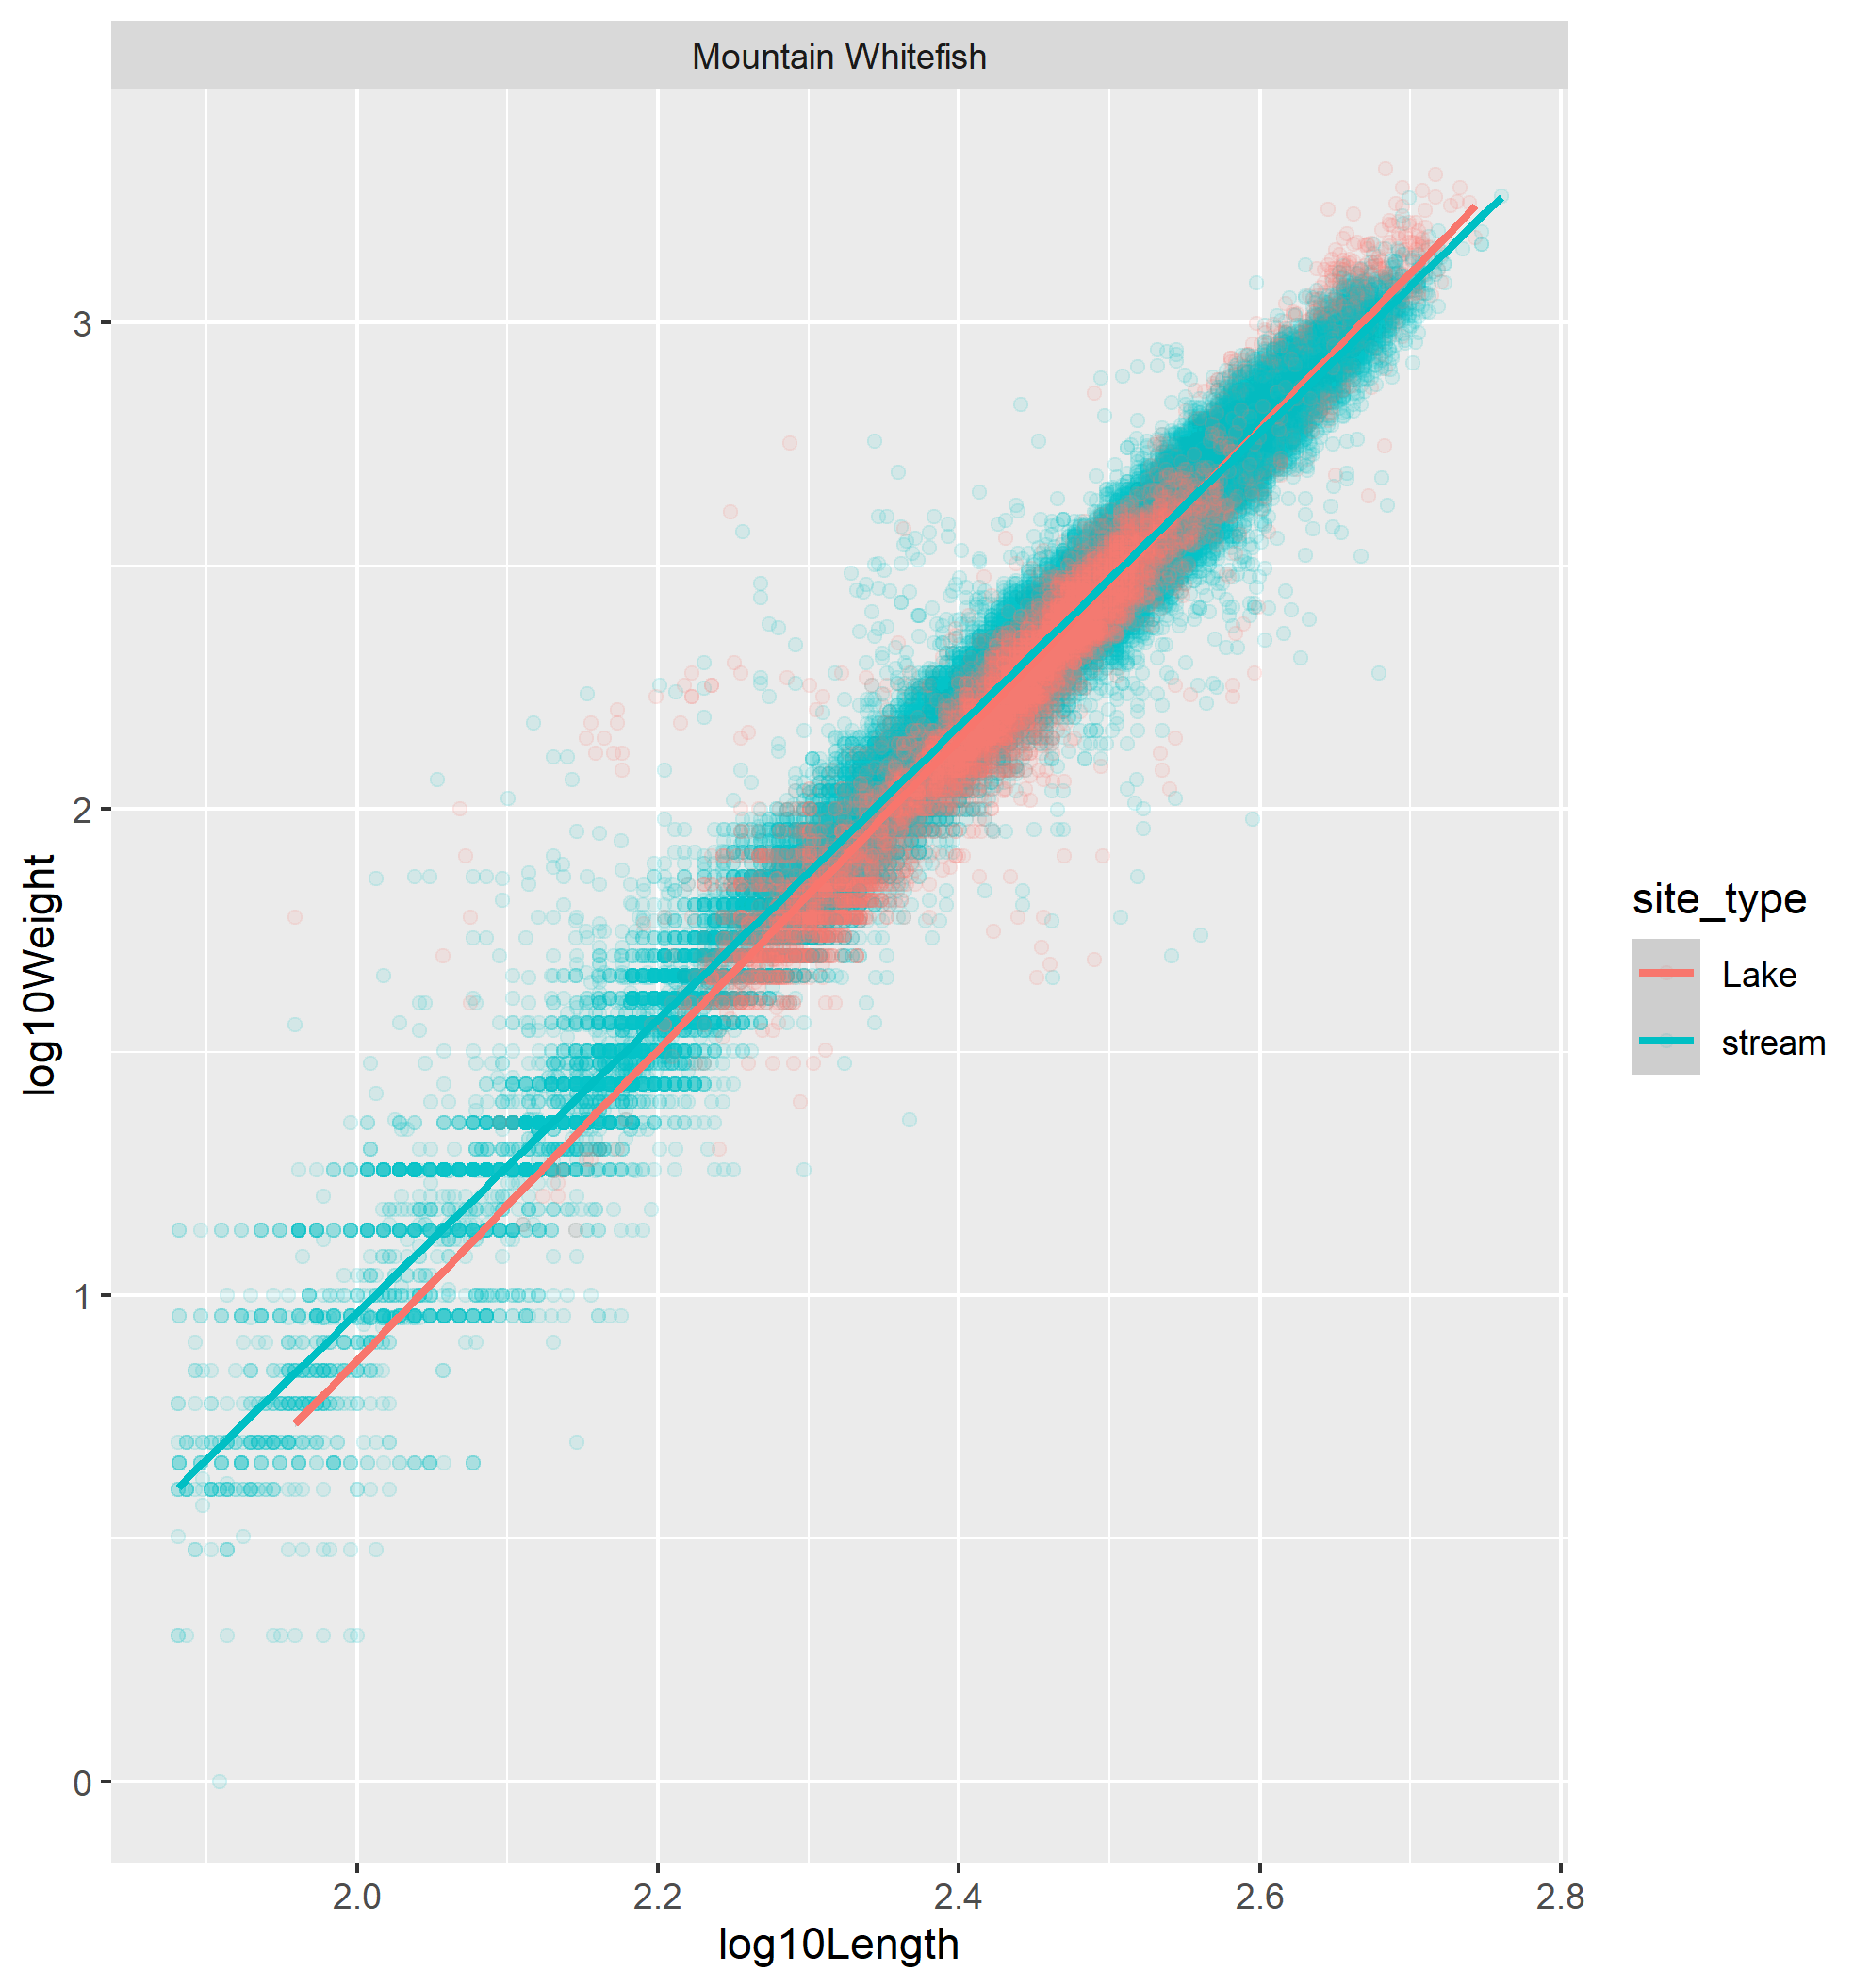 Mountain Whitefish
log10Weight
3
2
1
0
2.0 2.2 2.4 2.6 2.8
log10Length
site_type
Lake
stream